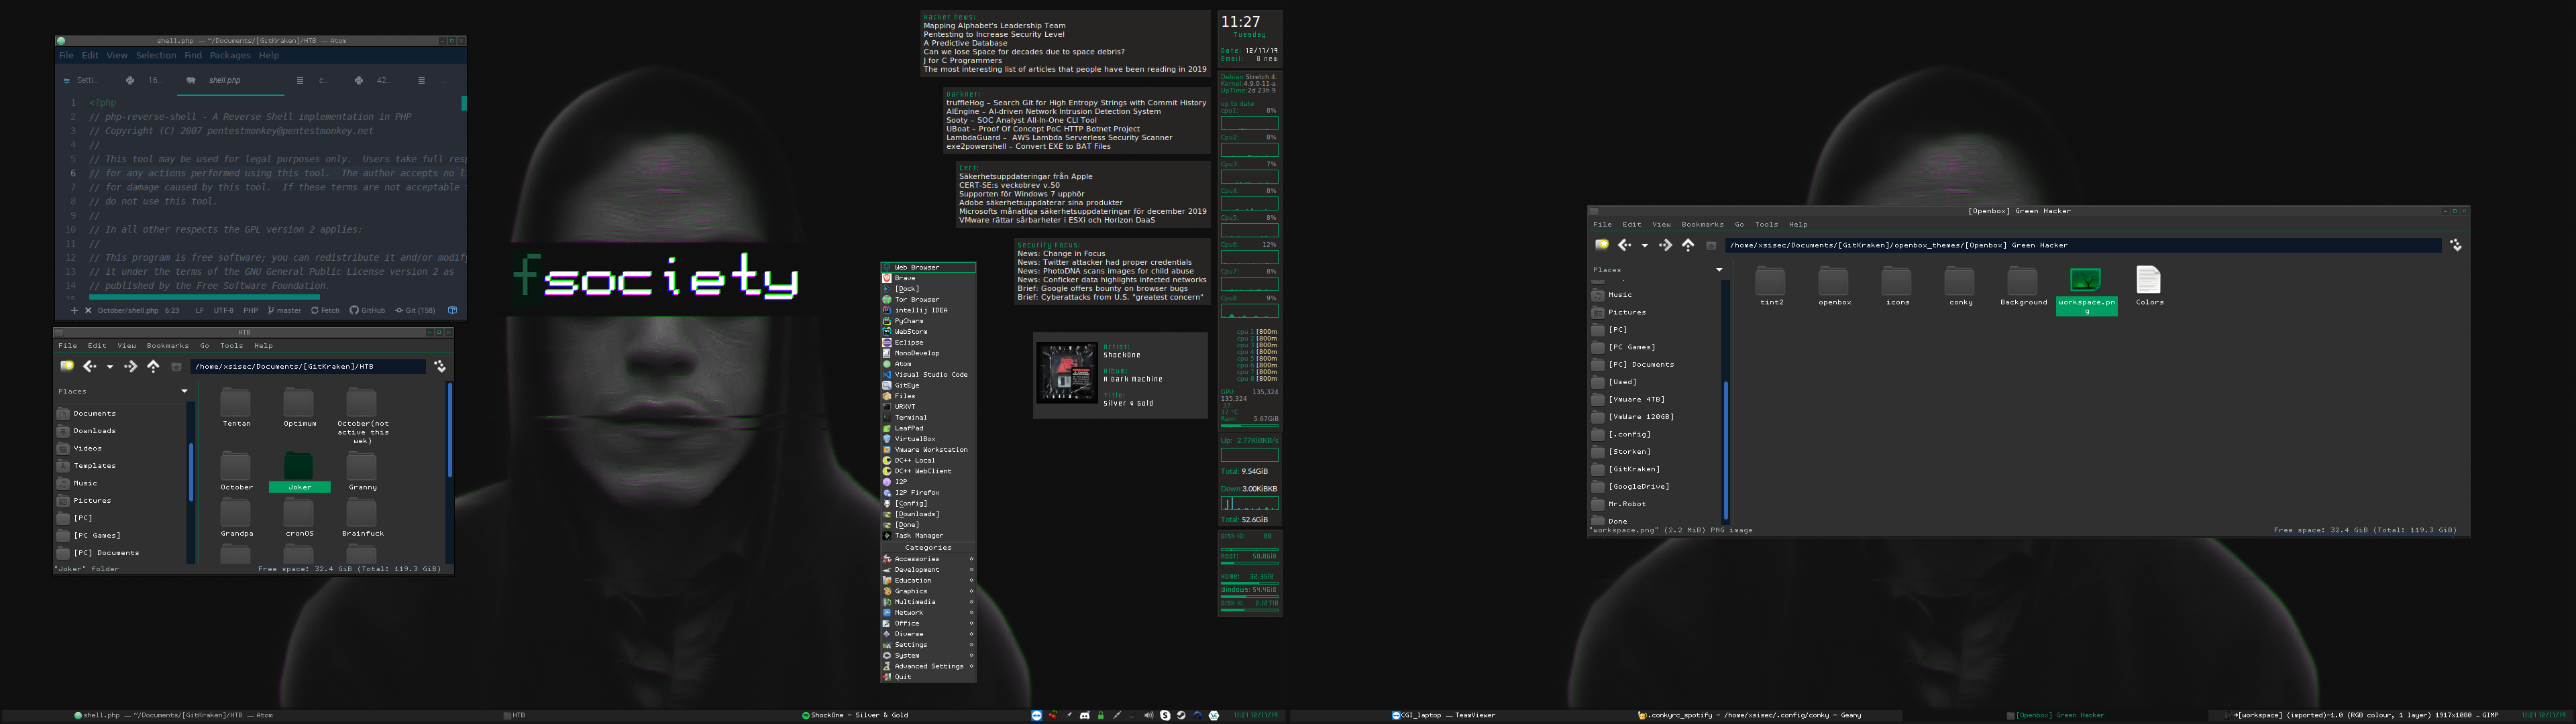 shell.php — ~/Documents/[GitKraken]/HTB — Atom
File Edit View Selection Find Packages Help
Setti... 16... shell.php c... 42... ...
1 <?php
2 // php-reverse-shell - A Reverse Shell implementation in PHP
3 // Copyright (C) 2007 pentestmonkey@pentestmonkey.net
4 //
5 // This tool may be used for legal purposes only.  Users take full resp
6 // for any actions performed using this tool.  The author accepts no li
7 // for damage caused by this tool.  If these terms are not acceptable
8 // do not use this tool.
9 //
10 // In all other respects the GPL version 2 applies:
11 //
12 // This program is free software; you can redistribute it and/or modify
13 // it under the terms of the GNU General Public License version 2 as
14 // published by the Free Software Foundation.
October/shell.php 6:23 LF UTF-8 PHP master Fetch GitHub Git (158)
HTB
File Edit View Bookmarks Go Tools Help
/home/xsisec/Documents/[GitKraken]/HTB
Places
Documents
Downloads
Videos
Templates
Music
Pictures
[PC]
[PC Games]
[PC] Documents
Tentan
Optimum
October(not
active this
wek)
October
Joker
Granny
Grandpa
cronOS
Brainfuck
"Joker" folder
Free space: 32.4 GiB (Total: 119.3 GiB)
fsociety
Web Browser
Brave
[Dock]
Tor Browser
intellij IDEA
PyCharm
WebStorm
Eclipse
MonoDevelop
Atom
Visual Studio Code
GitEye
Files
URXVT
Terminal
LeafPad
VirtualBox
Vmware Workstation
DC++ Local
DC++ WebClient
I2P
I2P Firefox
[Config]
[Downloads]
[Done]
Task Manager
Categories
Accessories
Development
Education
Graphics
Multimedia
Network
Office
Diverse
Settings
System
Advanced Settings
Quit
Hacker News:
Mapping Alphabet's Leadership Team
Pentesting to Increase Security Level
A Predictive Database
Can we lose Space for decades due to space debris?
J for C Programmers
The most interesting list of articles that people have been reading in 2019
Darknet:
truffleHog – Search Git for High Entropy Strings with Commit History
AIEngine – AI-driven Network Intrusion Detection System
Sooty – SOC Analyst All-In-One CLI Tool
UBoat – Proof Of Concept PoC HTTP Botnet Project
LambdaGuard –  AWS Lambda Serverless Security Scanner
exe2powershell – Convert EXE to BAT Files
Cert:
Säkerhetsuppdateringar från Apple
CERT-SE:s veckobrev v.50
Supporten för Windows 7 upphör
Adobe säkerhetsuppdaterar sina produkter
Microsofts månatliga säkerhetsuppdateringar för december 2019
VMware rättar sårbarheter i ESXi och Horizon DaaS
Security Focus:
News: Change in Focus
News: Twitter attacker had proper credentials
News: PhotoDNA scans images for child abuse
News: Conficker data highlights infected networks
Brief: Google offers bounty on browser bugs
Brief: Cyberattacks from U.S. "greatest concern"
Artist:
ShockOne
Album:
A Dark Machine
Title:
Silver & Gold
11:27
Tuesday
Date: 12/17/19
Email: 0 new
Debian Stretch 4.
Kernel:4.9.0-11-a
UpTime:2d 23h 9
up to date
cpu1: 8%
Cpu2: 8%
Cpu3: 7%
Cpu4: 8%
Cpu5: 8%
Cpu6: 12%
Cpu7: 8%
Cpu8: 9%
cpu 1 [800m
cpu 2 [800m
cpu 3 [800m
cpu 4 [800m
cpu 5 [800m
cpu 6 [800m
cpu 7 [800m
cpu 8 [800m
GPU: 135,324
135,324
37.
37 °C
Ram: 5.67GiB
Up: 2.77KiBKB/s
Total: 9.54GiB
Down:3.00KiBKB
Total: 52.6GiB
Disk IO:
Root: 58.8GiB
Home: 32.3GiB
Windows: 54.4GiB
2.12TiB
[Openbox] Green Hacker
File Edit View Bookmarks Go Tools Help
/home/xsisec/Documents/[GitKraken]/openbox_themes/[Openbox] Green Hacker
Places
Music
Pictures
[PC]
[PC Games]
[PC] Documents
[Used]
[Vmware 4TB]
[VmWare 120GB]
[.config]
[Storken]
[GitKraken]
[GoogleDrive]
Mr.Robot
Done
tint2
openbox
icons
conky
Background
workspace.pn
g
Colors
"workspace.png" (2.2 MiB) PNG image
Free space: 32.4 GiB (Total: 119.3 GiB)
shell.php — ~/Documents/[GitKraken]/HTB — Atom
HTB
ShockOne - Silver & Gold
11:27 12/17/19
CGI_laptop — TeamViewer
.conkyrc_spotify - /home/xsisec/.config/conky - Geany
[Openbox] Green Hacker
*[workspace] (imported)-1.0 (RGB colour, 1 layer) 1917x1080 – GIMP
11:27 12/17/19